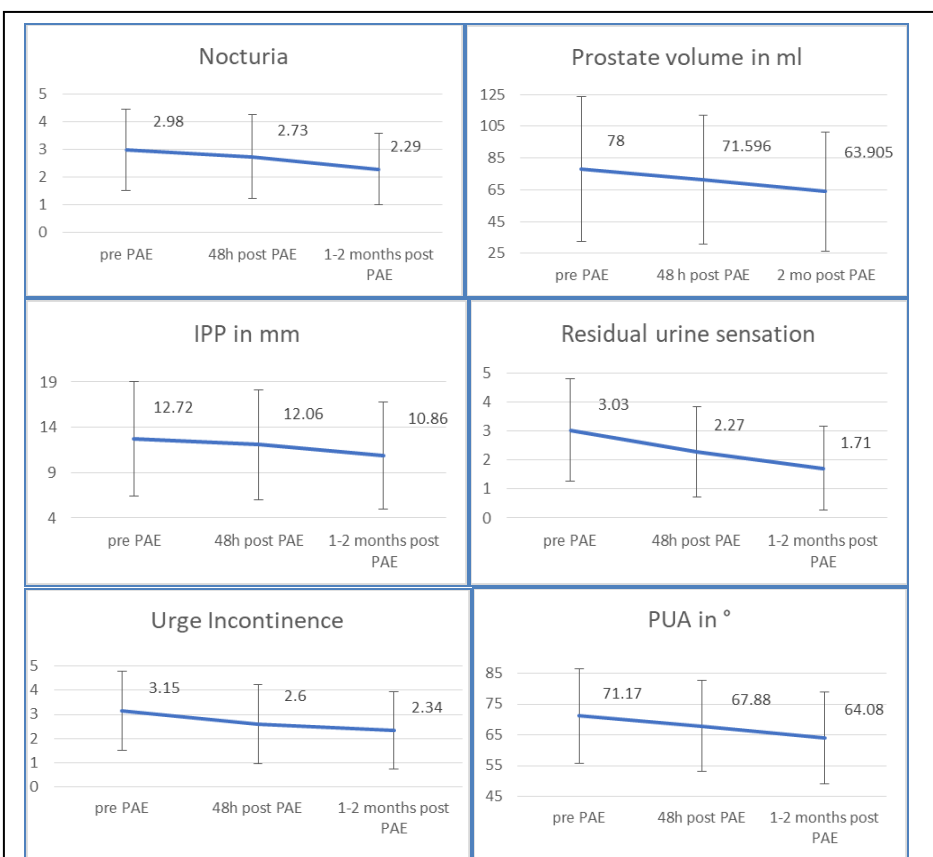 Nocturia
5
4
3
2
1
0
2.98
2.73
2.29
pre PAE
48h post PAE
1-2 months post
PAE
Prostate volume in ml
125
105
85
65
45
25
78
71.596
63.905
pre PAE
48 h post PAE
2 mo post PAE
IPP in mm
19
14
9
4
12.72
12.06
10.86
pre PAE
48h post PAE
1-2 months post
PAE
Residual urine sensation
5
4
3
2
1
0
3.03
2.27
1.71
pre PAE
48h post PAE
1-2 months post
PAE
Urge Incontinence
5
4
3
2
1
0
3.15
2.6
2.34
pre PAE
48h post PAE
1-2 months post
PAE
PUA in °
85
75
65
55
45
71.17
67.88
64.08
pre PAE
48h post PAE
1-2 months post
PAE